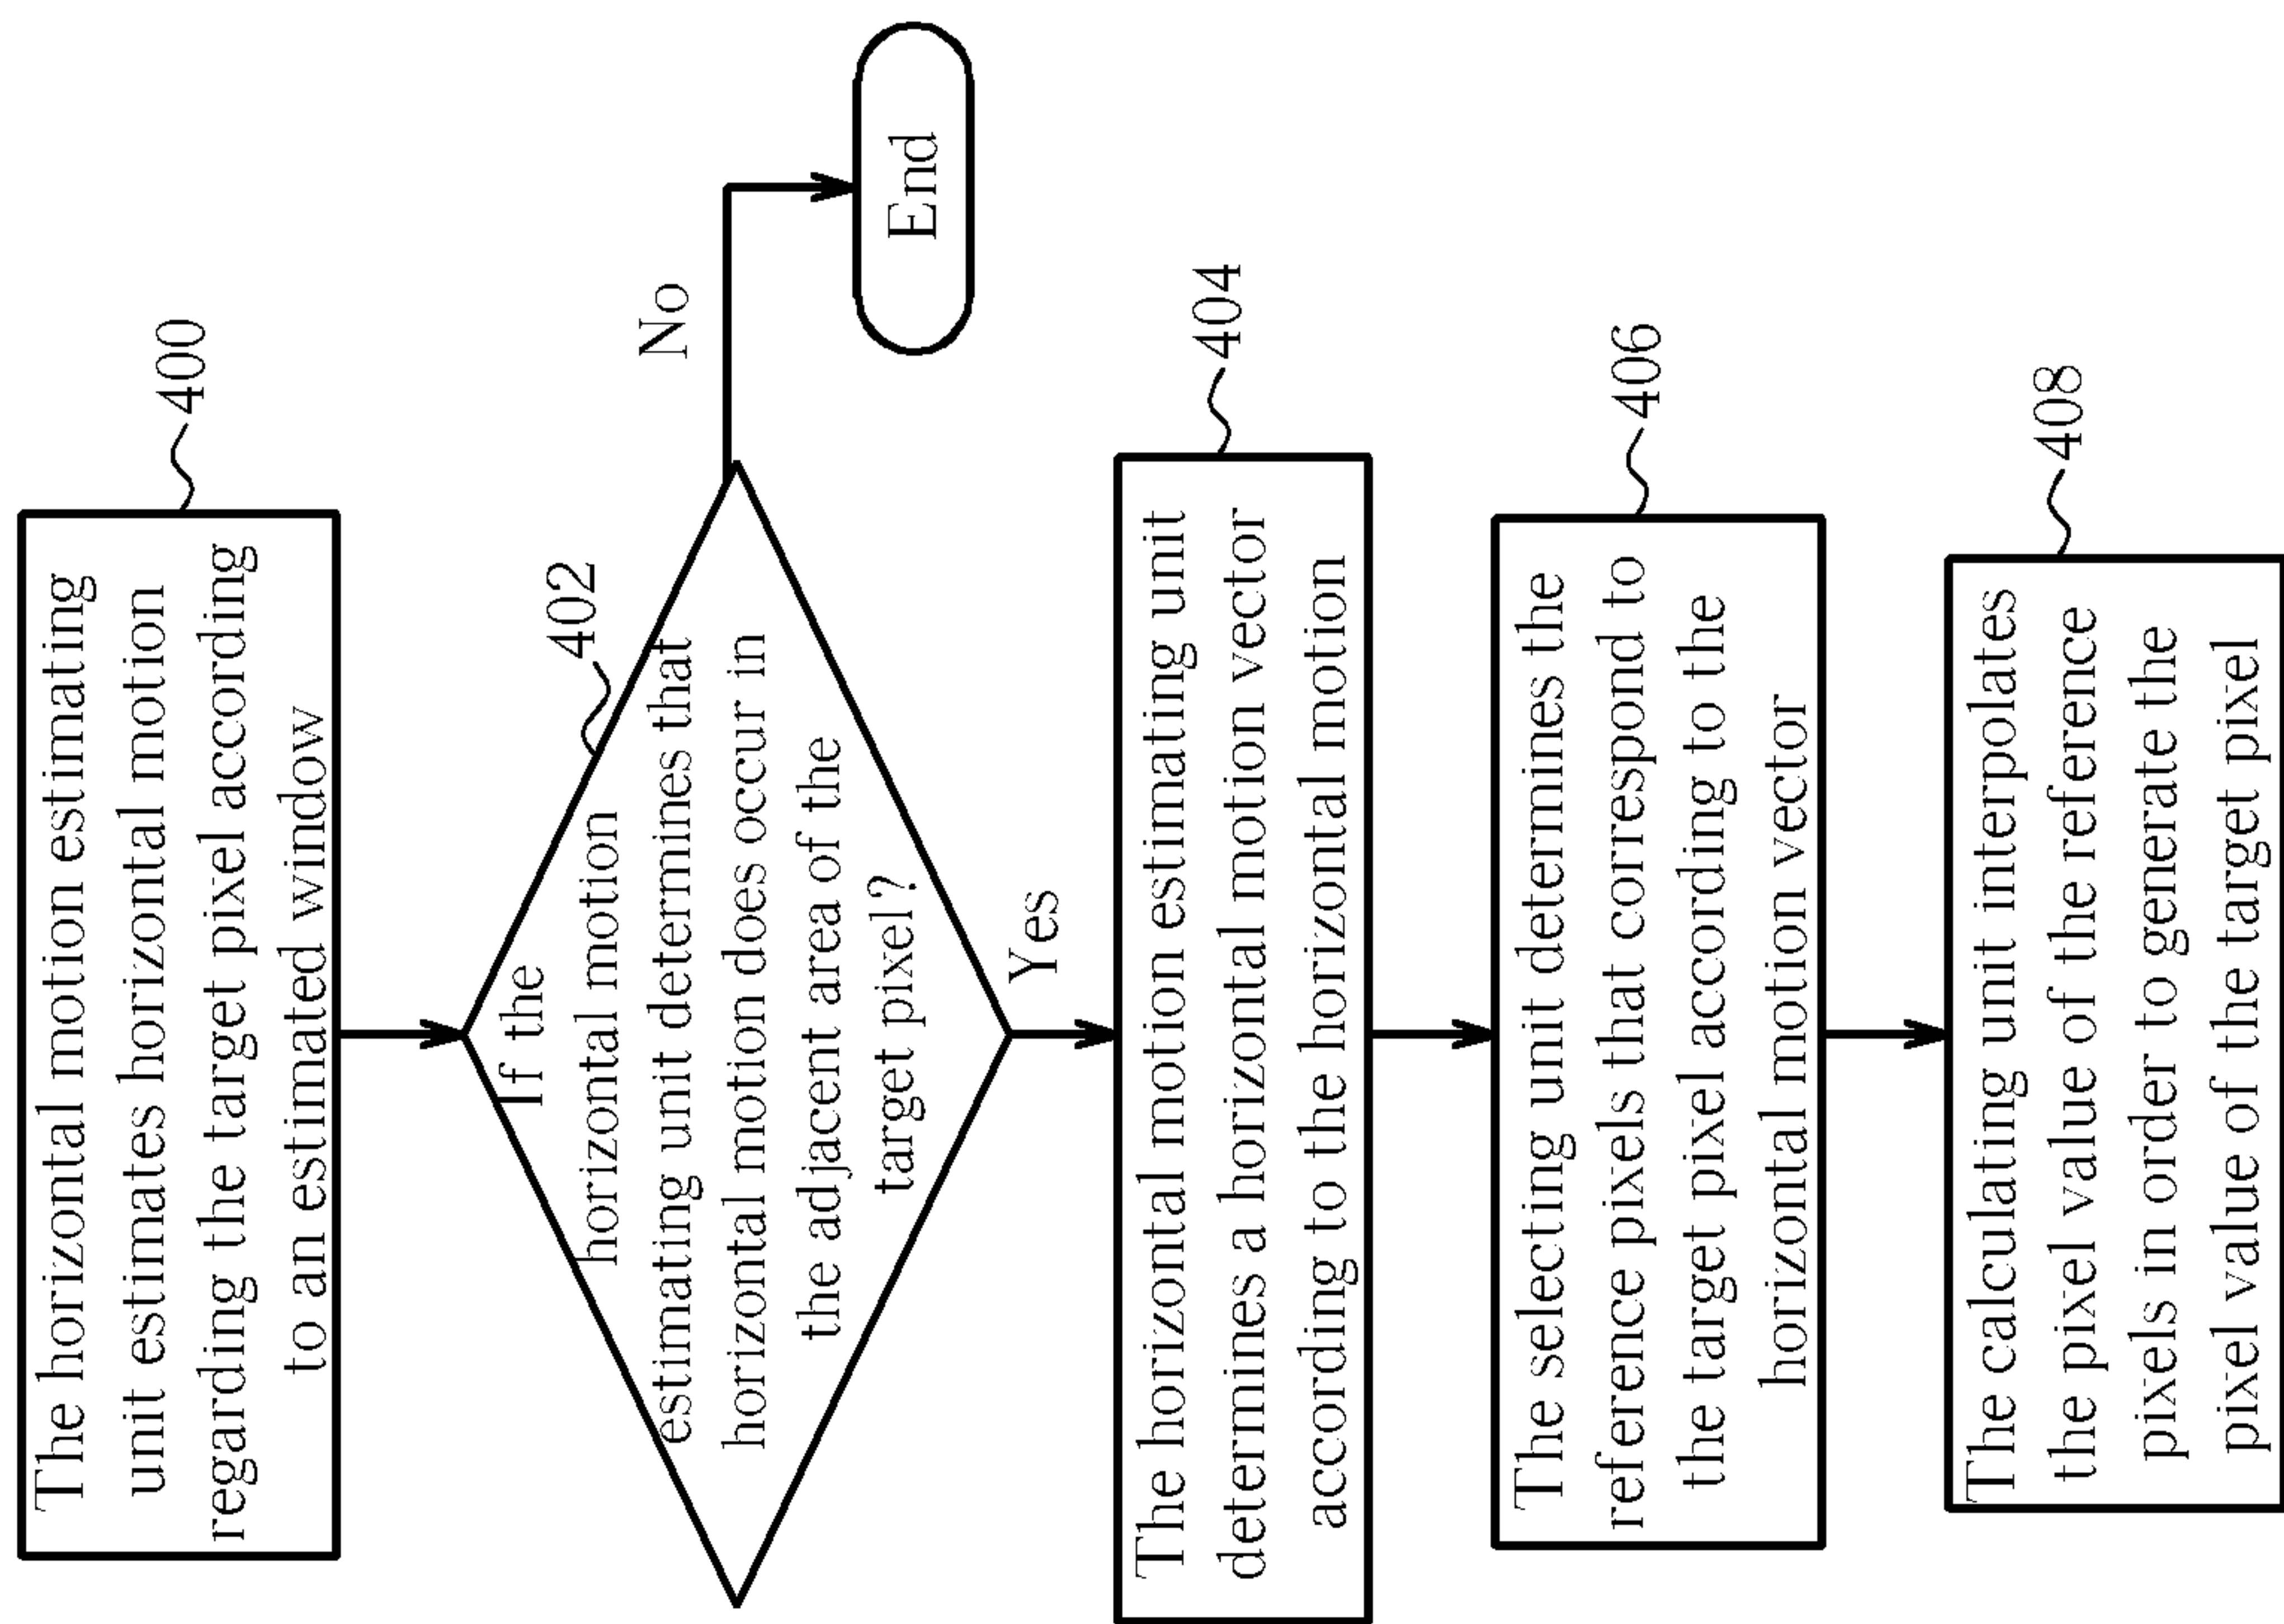 The horizontal motion estimating
unit estimates horizontal motion
regarding the target pixel according
to an estimated window
400
If the
horizontal motion
estimating unit determines that
horizontal motion does occur in
the adjacent area of the
target pixel?
402
No
End
Yes
The horizontal motion estimating unit
determines a horizontal motion vector
according to the horizontal motion
404
The selecting unit determines the
reference pixels that correspond to
the target pixel according to the
horizontal motion vector
406
The calculating unit interpolates
the pixel value of the reference
pixels in order to generate the
pixel value of the target pixel
408